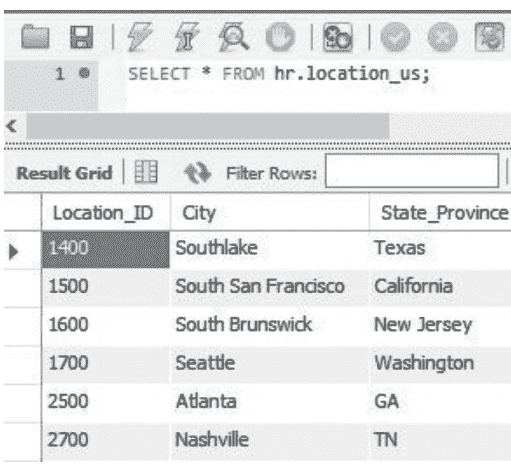 1 SELECT * FROM hr.location_us;
Result Grid Filter Rows:
Location_ID City State_Province
1400 Southlake Texas
1500 South San Francisco California
1600 South Brunswick New Jersey
1700 Seattle Washington
2500 Atlanta GA
2700 Nashville TN